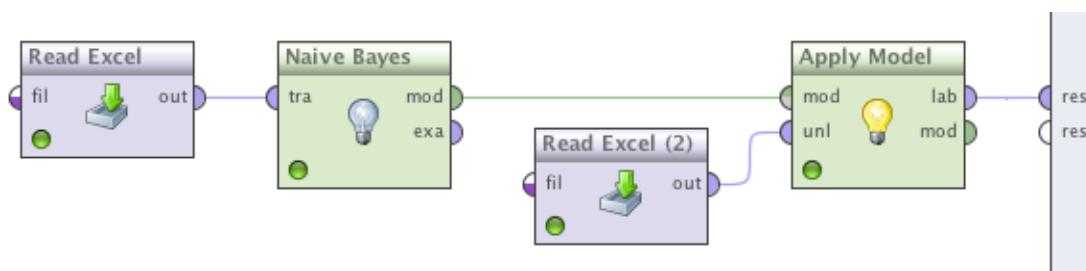 Read Excel
fil out
Naive Bayes
tra mod
exa
Read Excel (2)
fil out
Apply Model
mod lab
unl mod
res
res